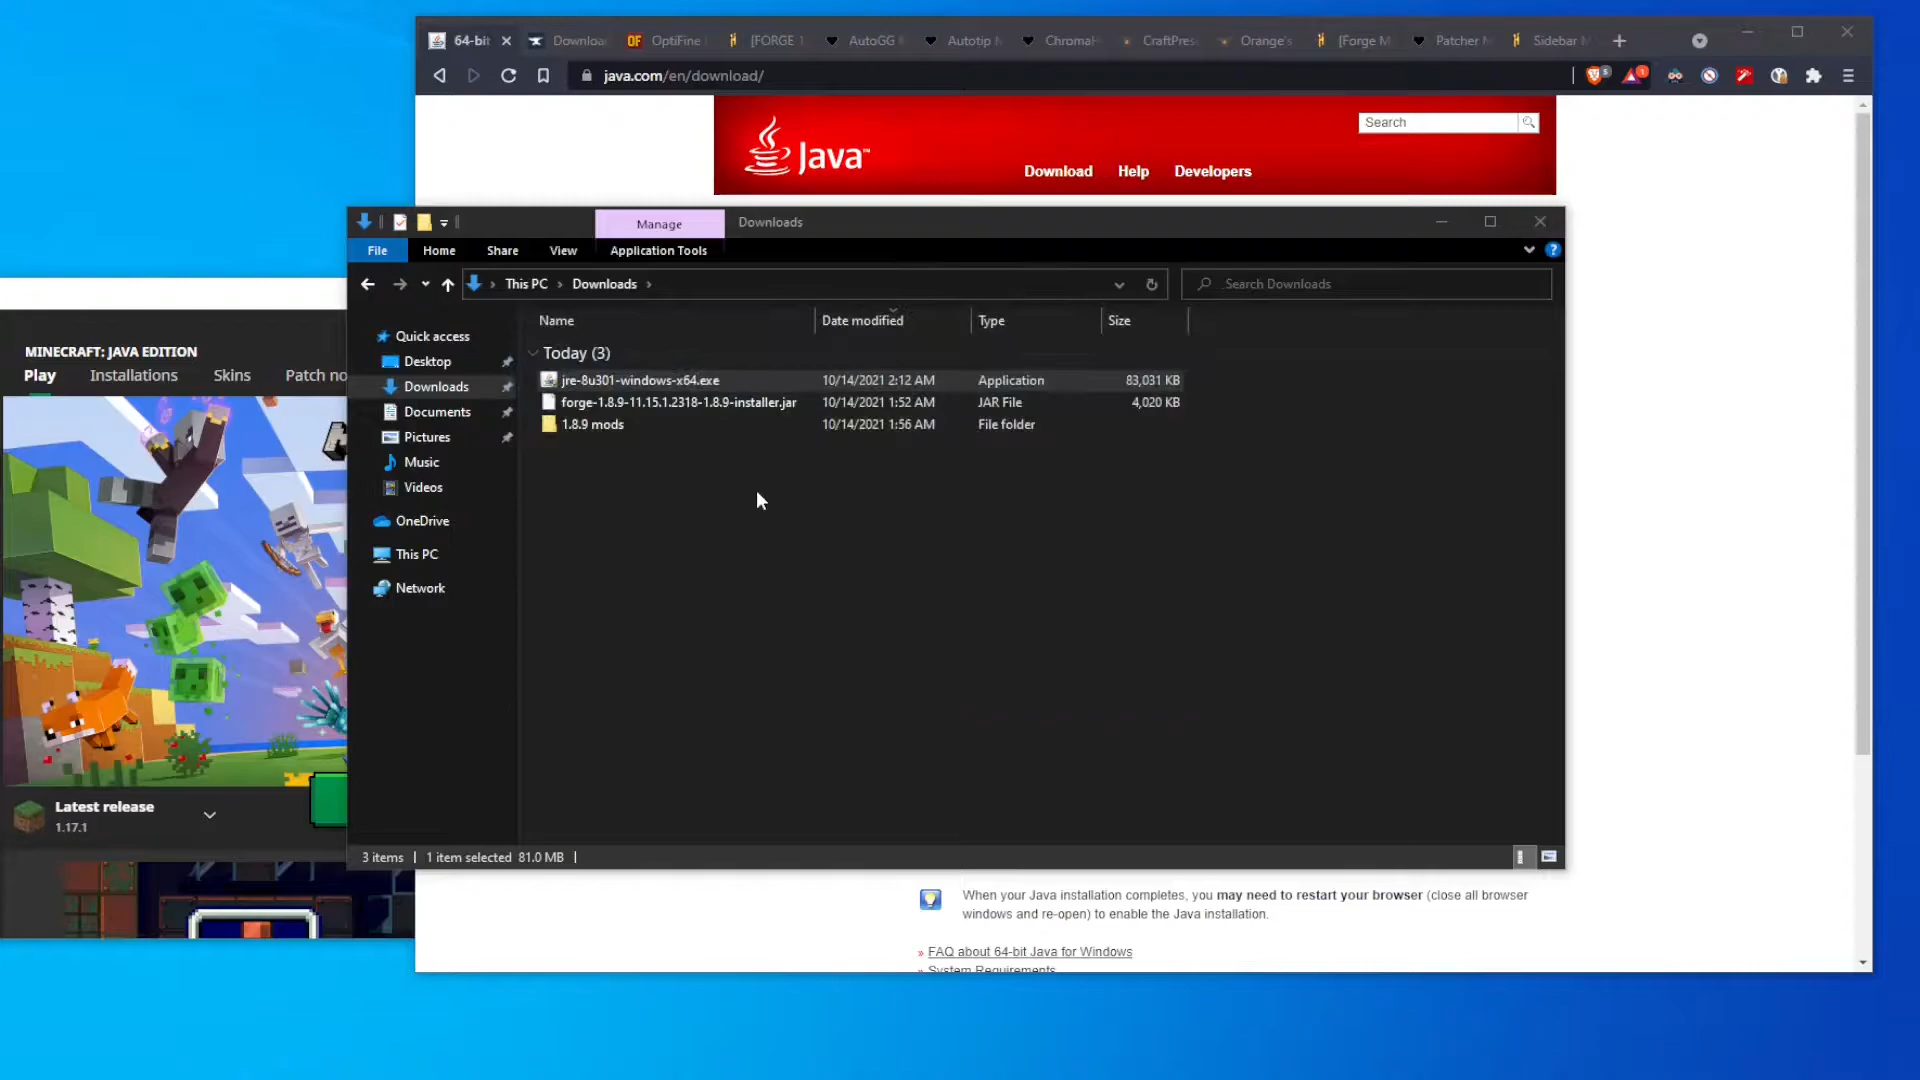 64-bit
Downloa
OptiFine
[FORGE 1
AutoGG
Autotip
Chroma
CraftPres
Orange's
[Forge M
Patcher
Sidebar
java.com/en/download/
Java™
Search
Download Help Developers
Manage Downloads
File Home Share View Application Tools
This PC › Downloads ›
Search Downloads
Name Date modified Type Size
Today (3)
jre-8u301-windows-x64.exe 10/14/2021 2:12 AM Application 83,031 KB
forge-1.8.9-11.15.1.2318-1.8.9-installer.jar 10/14/2021 1:52 AM JAR File 4,020 KB
1.8.9 mods 10/14/2021 1:56 AM File folder
Quick access
Desktop
Downloads
Documents
Pictures
Music
Videos
OneDrive
This PC
Network
3 items 1 item selected 81.0 MB
MINECRAFT: JAVA EDITION
Play Installations Skins Patch no
Latest release
1.17.1
When your Java installation completes, you may need to restart your browser (close all browser
windows and re-open) to enable the Java installation.
» FAQ about 64-bit Java for Windows
» System Requirements